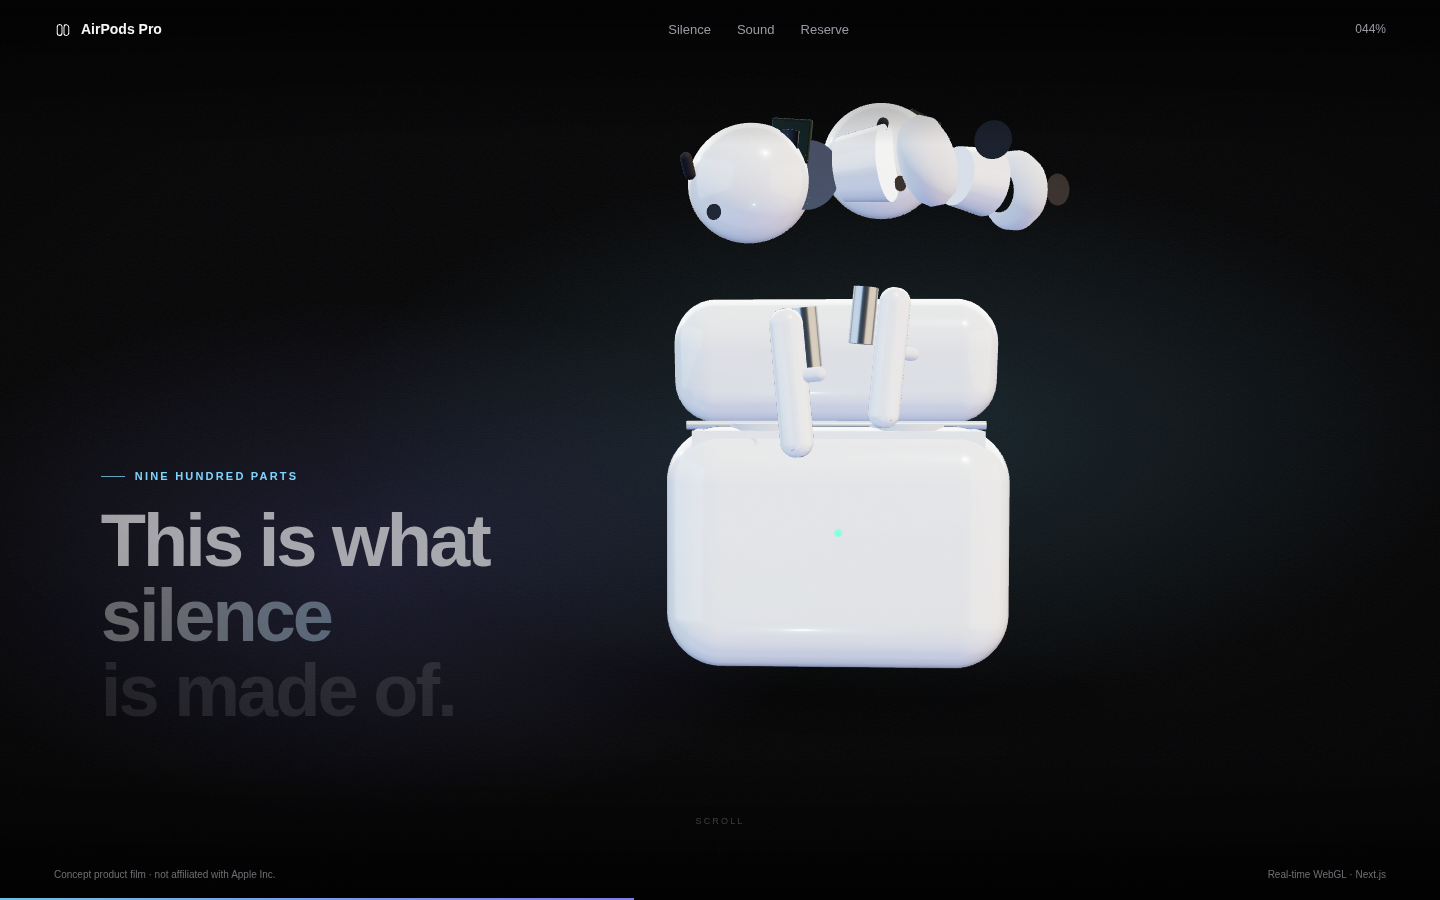 AirPods Pro
Silence
Sound
Reserve
044%
NINE HUNDRED PARTS
This is what
silence
is made of.
SCROLL
Concept product film · not affiliated with Apple Inc.
Real-time WebGL · Next.js